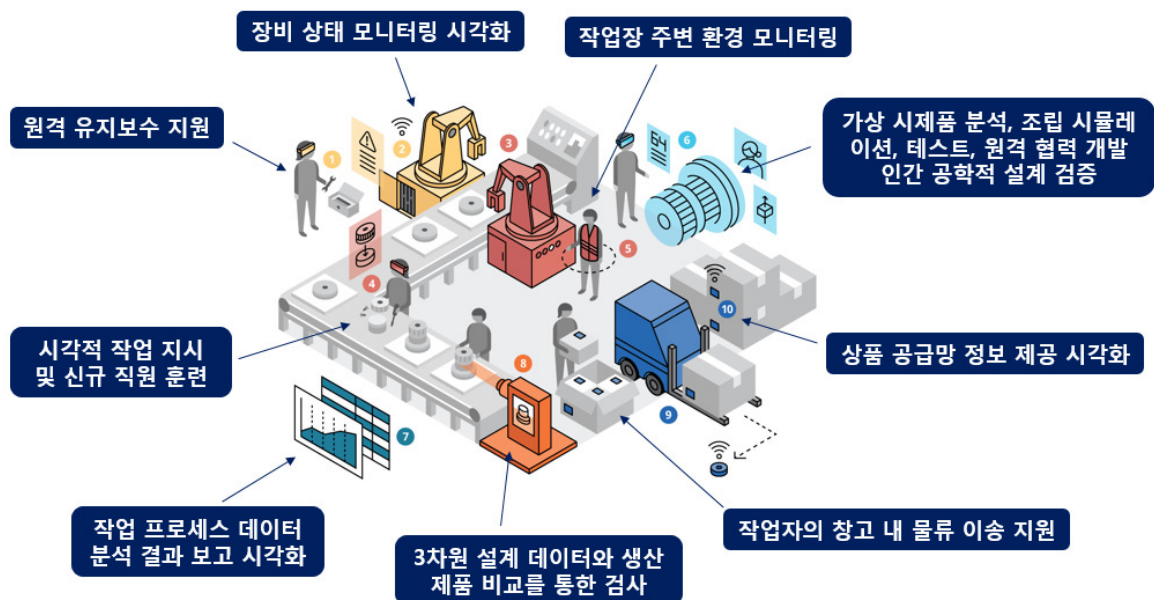 장비 상태 모니터링 시각화
작업장 주변 환경 모니터링
원격 유지보수 지원
가상 시제품 분석, 조립 시뮬레
이션, 테스트, 원격 협력 개발
인간 공학적 설계 검증
1
2
3
64
6
4
5
10
시각적 작업 지시
및 신규 직원 훈련
상품 공급망 정보 제공 시각화
8
9
7
작업 프로세스 데이터
분석 결과 보고 시각화
3차원 설계 데이터와 생산
제품 비교를 통한 검사
작업자의 창고 내 물류 이송 지원